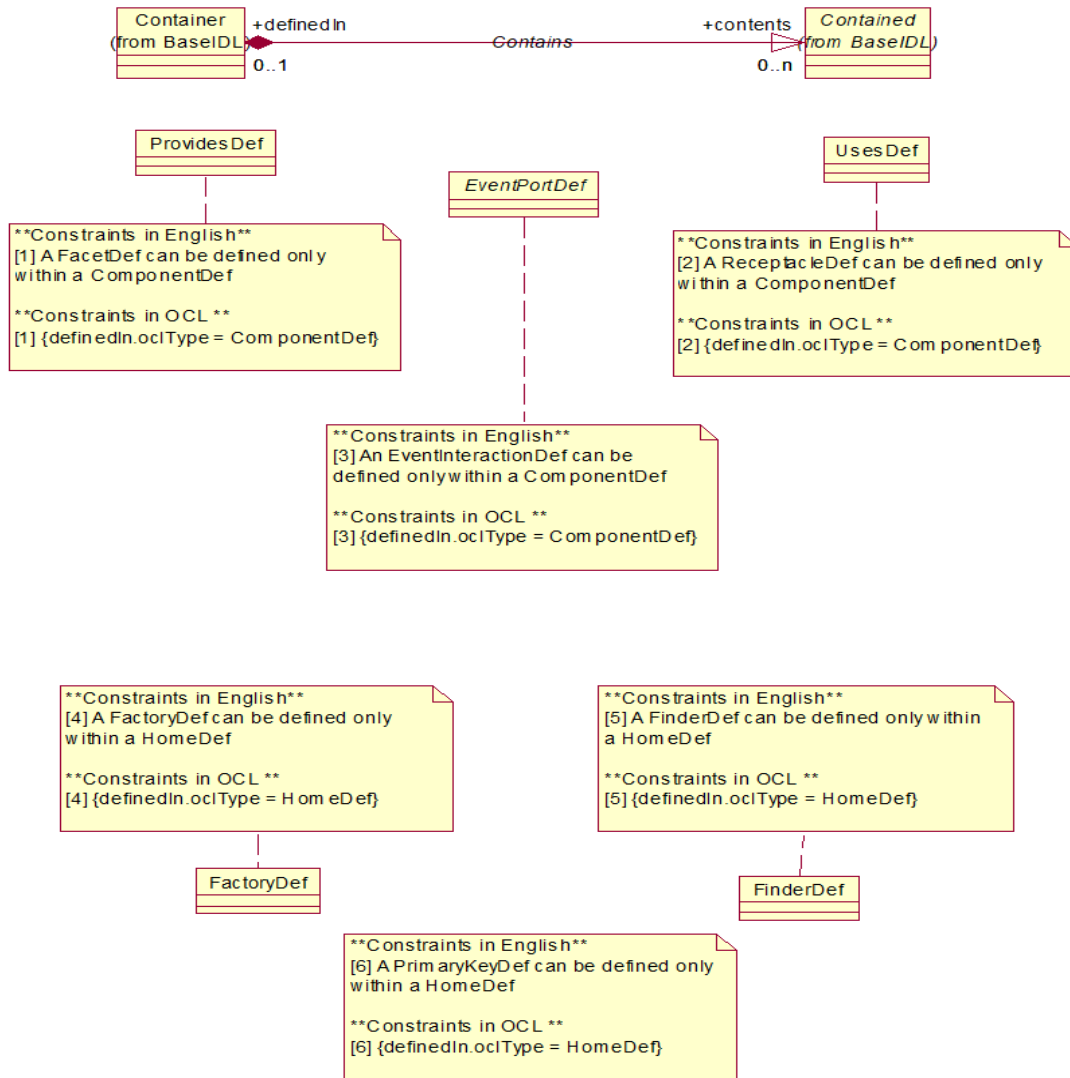 Container
(from BaseIDL)
+definedIn
0..1
Contains
+contents
0..n
Contained
(from BaseIDL)
ProvidesDef
EventPortDef
UsesDef
**Constraints in English**
[1] A FacetDef can be defined only
within a ComponentDef
**Constraints in OCL **
[1] {definedIn.oclType = ComponentDef}
**Constraints in English**
[2] A ReceptacleDef can be defined only
within a ComponentDef
**Constraints in OCL **
[2] {definedIn.oclType = ComponentDef}
**Constraints in English**
[3] An EventInteractionDef can be
defined only within a ComponentDef
**Constraints in OCL **
[3] {definedIn.oclType = ComponentDef}
**Constraints in English**
[4] A FactoryDef can be defined only
within a HomeDef
**Constraints in OCL **
[4] {definedIn.oclType = HomeDef}
**Constraints in English**
[5] A FinderDef can be defined only within
a HomeDef
**Constraints in OCL **
[5] {definedIn.oclType = HomeDef}
FactoryDef
FinderDef
**Constraints in English**
[6] A PrimaryKeyDef can be defined only
within a HomeDef
**Constraints in OCL **
[6] {definedIn.oclType = HomeDef}